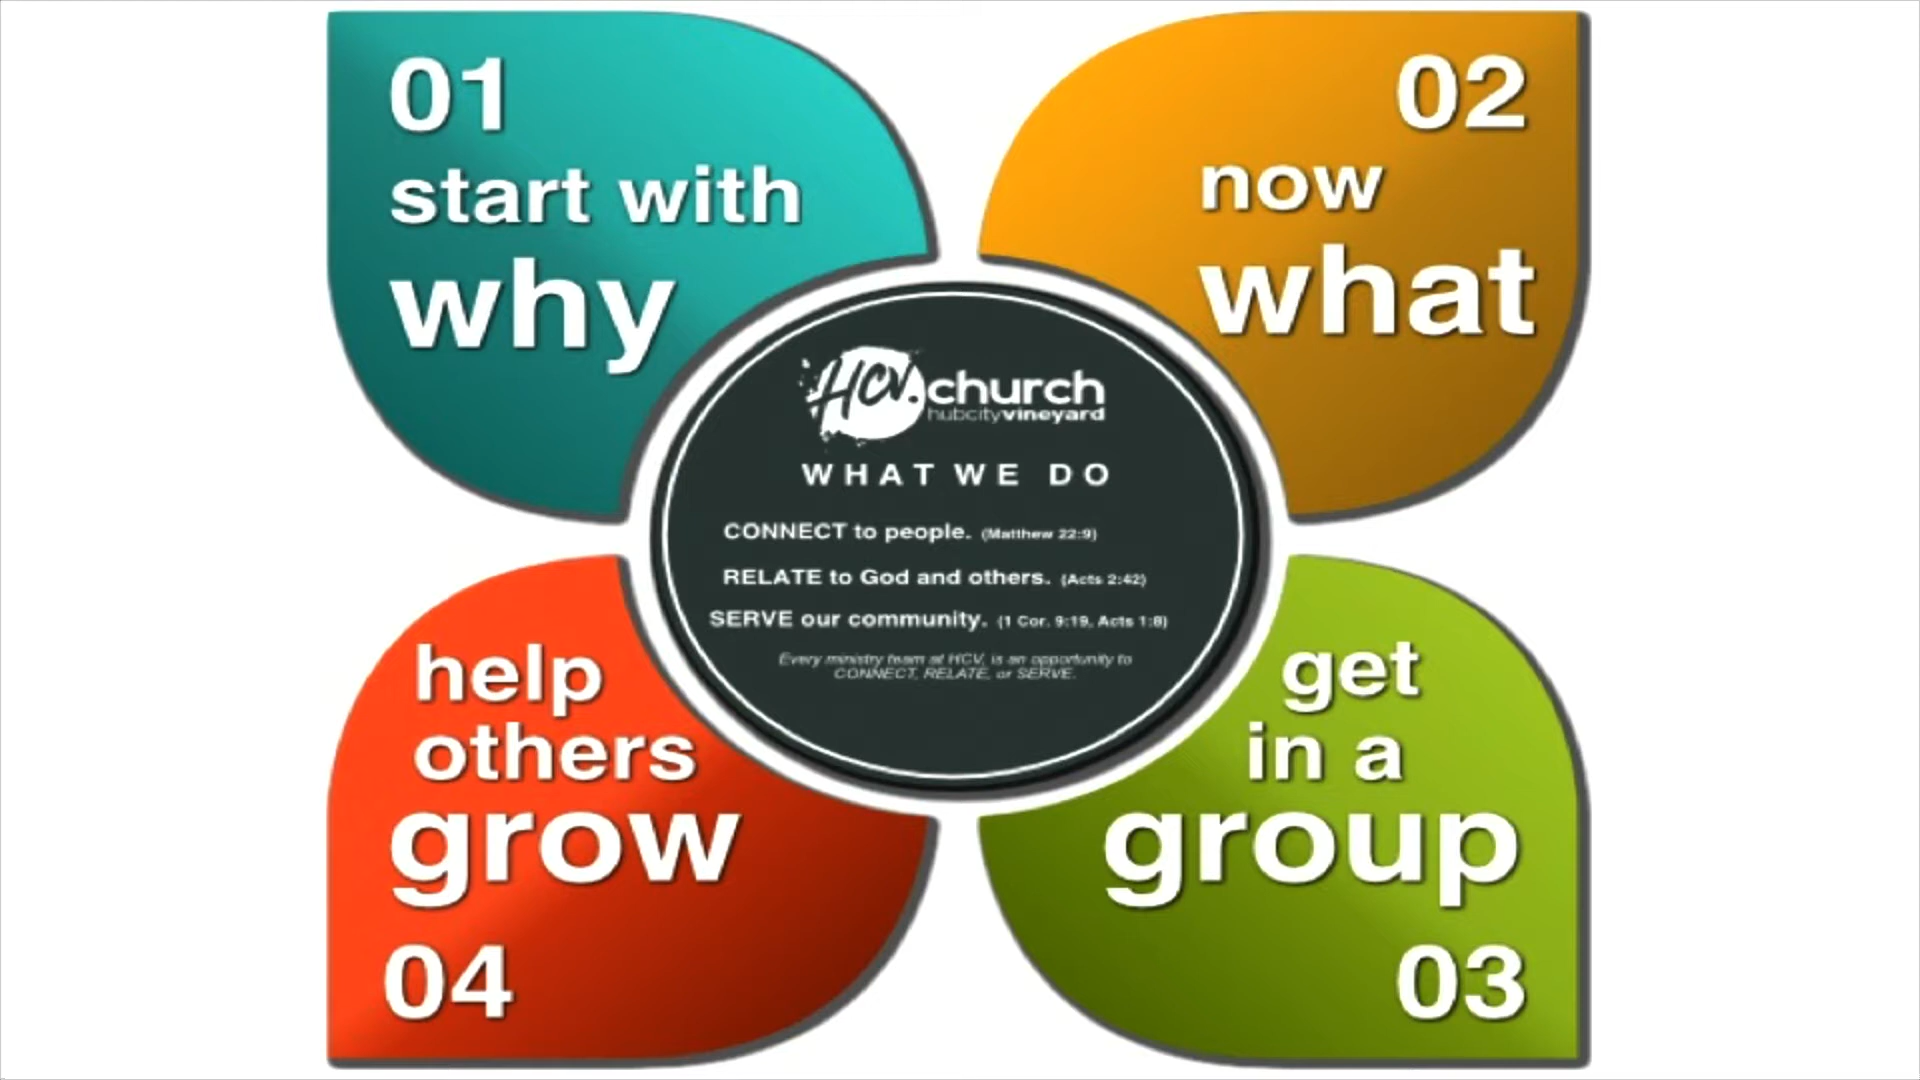 01
start with
why
02
now
what
HCV.church
hubcityvineyard
WHAT WE DO
CONNECT to people. (Matthew 22:9)
RELATE to God and others. (Acts 2:42)
SERVE our community. (1 Cor. 9:19, Acts 1:8)
Every ministry team at HCV, is an opportunity to
CONNECT, RELATE, or SERVE.
get
in a
group
03
help
others
grow
04